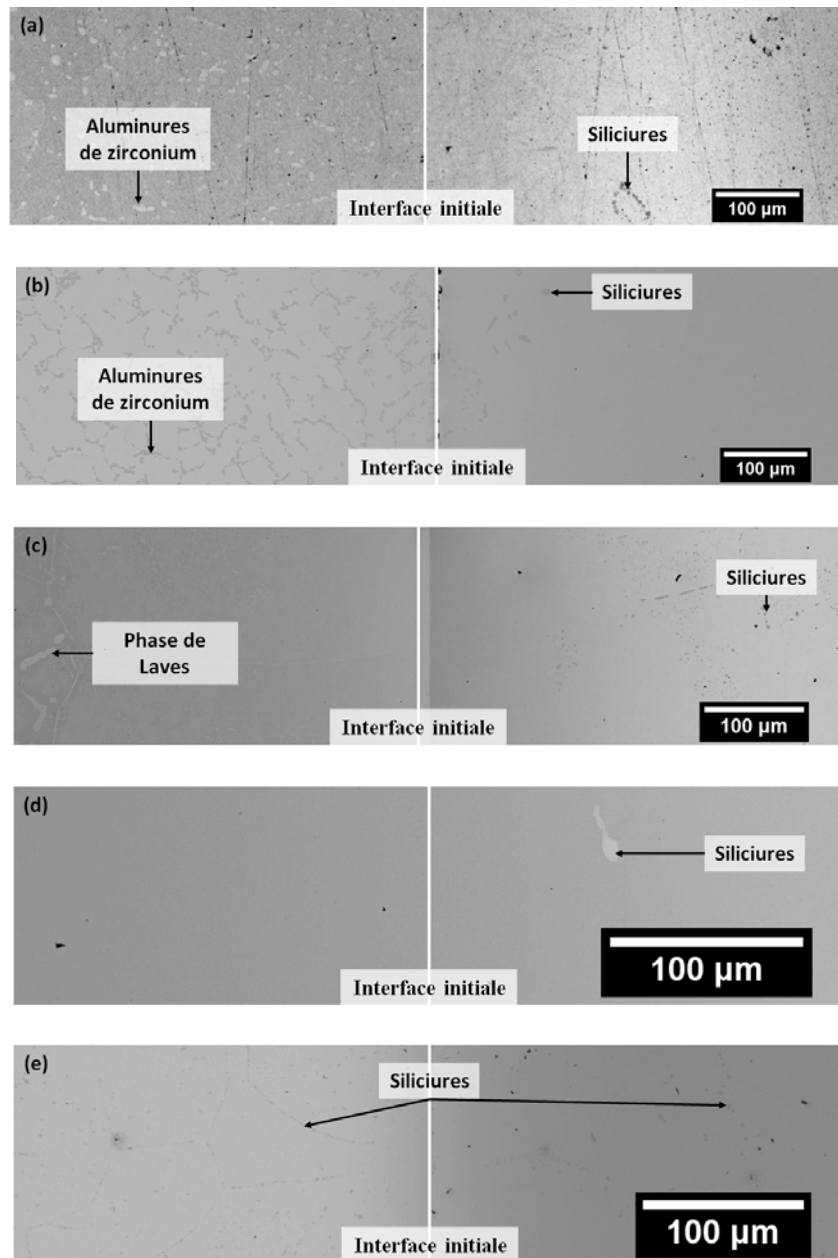 (a)
Aluminures
de zirconium
Siliciures
Interface initiale
100 µm
(b)
Siliciures
Aluminures
de zirconium
Interface initiale
100 µm
(c)
Siliciures
Phase de
Laves
Interface initiale
100 µm
(d)
Siliciures
Interface initiale
100 µm
(e)
Siliciures
Interface initiale
100 µm